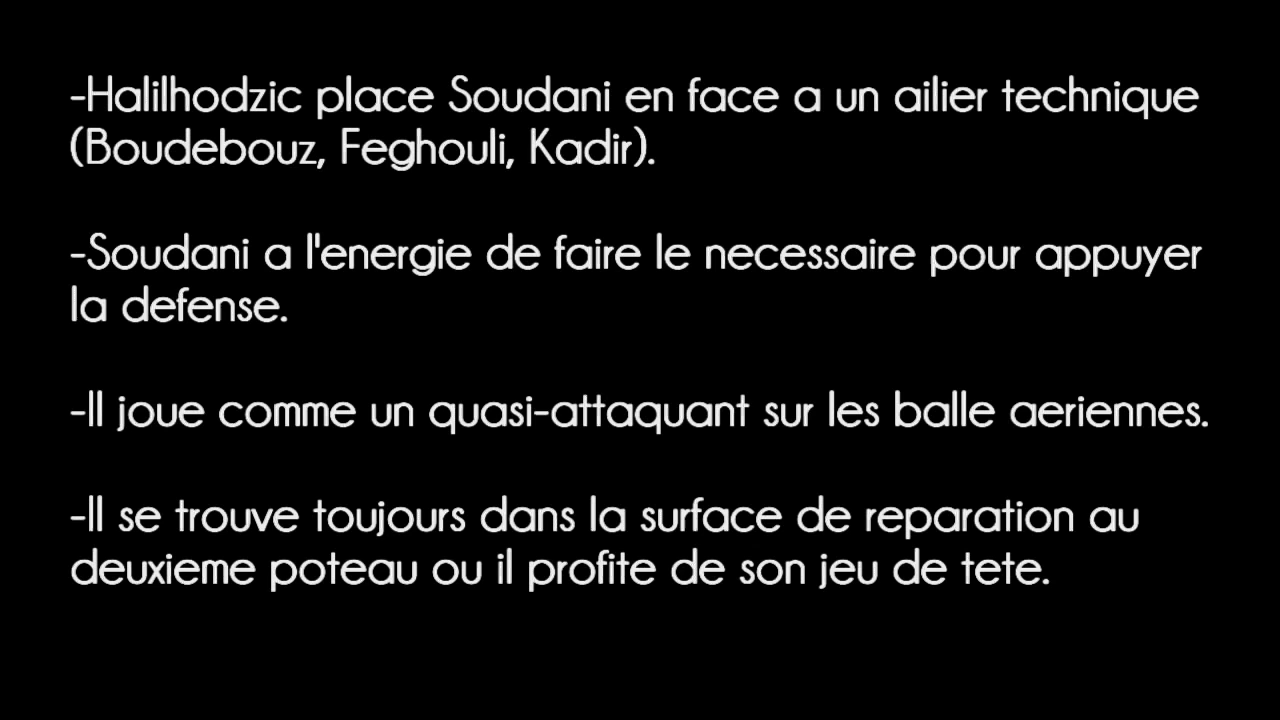 -Halilhodzic place Soudani en face a un ailier technique
(Boudebouz, Feghouli, Kadir).
-Soudani a l'energie de faire le necessaire pour appuyer
la defense.
-Il joue comme un quasi-attaquant sur les balle aeriennes.
-Il se trouve toujours dans la surface de reparation au
deuxieme poteau ou il profite de son jeu de tete.